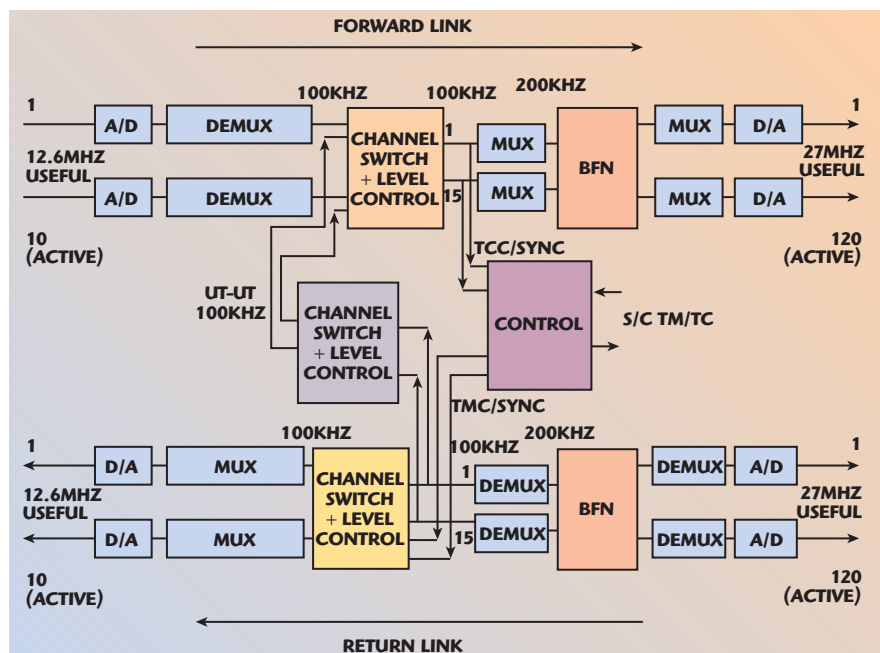 FORWARD LINK
100KHZ
100KHZ
200KHZ
1
A/D
DEMUX
CHANNEL
SWITCH
+ LEVEL
CONTROL
1
MUX
BFN
MUX
D/A
1
12.6MHZ
USEFUL
27MHZ
USEFUL
A/D
DEMUX
15
MUX
MUX
D/A
10
(ACTIVE)
120
(ACTIVE)
TCC/SYNC
UT-UT
100KHZ
CHANNEL
SWITCH
+ LEVEL
CONTROL
CONTROL
S/C TM/TC
TMC/SYNC
100KHZ
100KHZ
200KHZ
1
D/A
MUX
CHANNEL
SWITCH
+ LEVEL
CONTROL
1
DEMUX
BFN
DEMUX
A/D
1
12.6MHZ
USEFUL
27MHZ
USEFUL
D/A
MUX
15
DEMUX
DEMUX
A/D
10
(ACTIVE)
120
(ACTIVE)
RETURN LINK